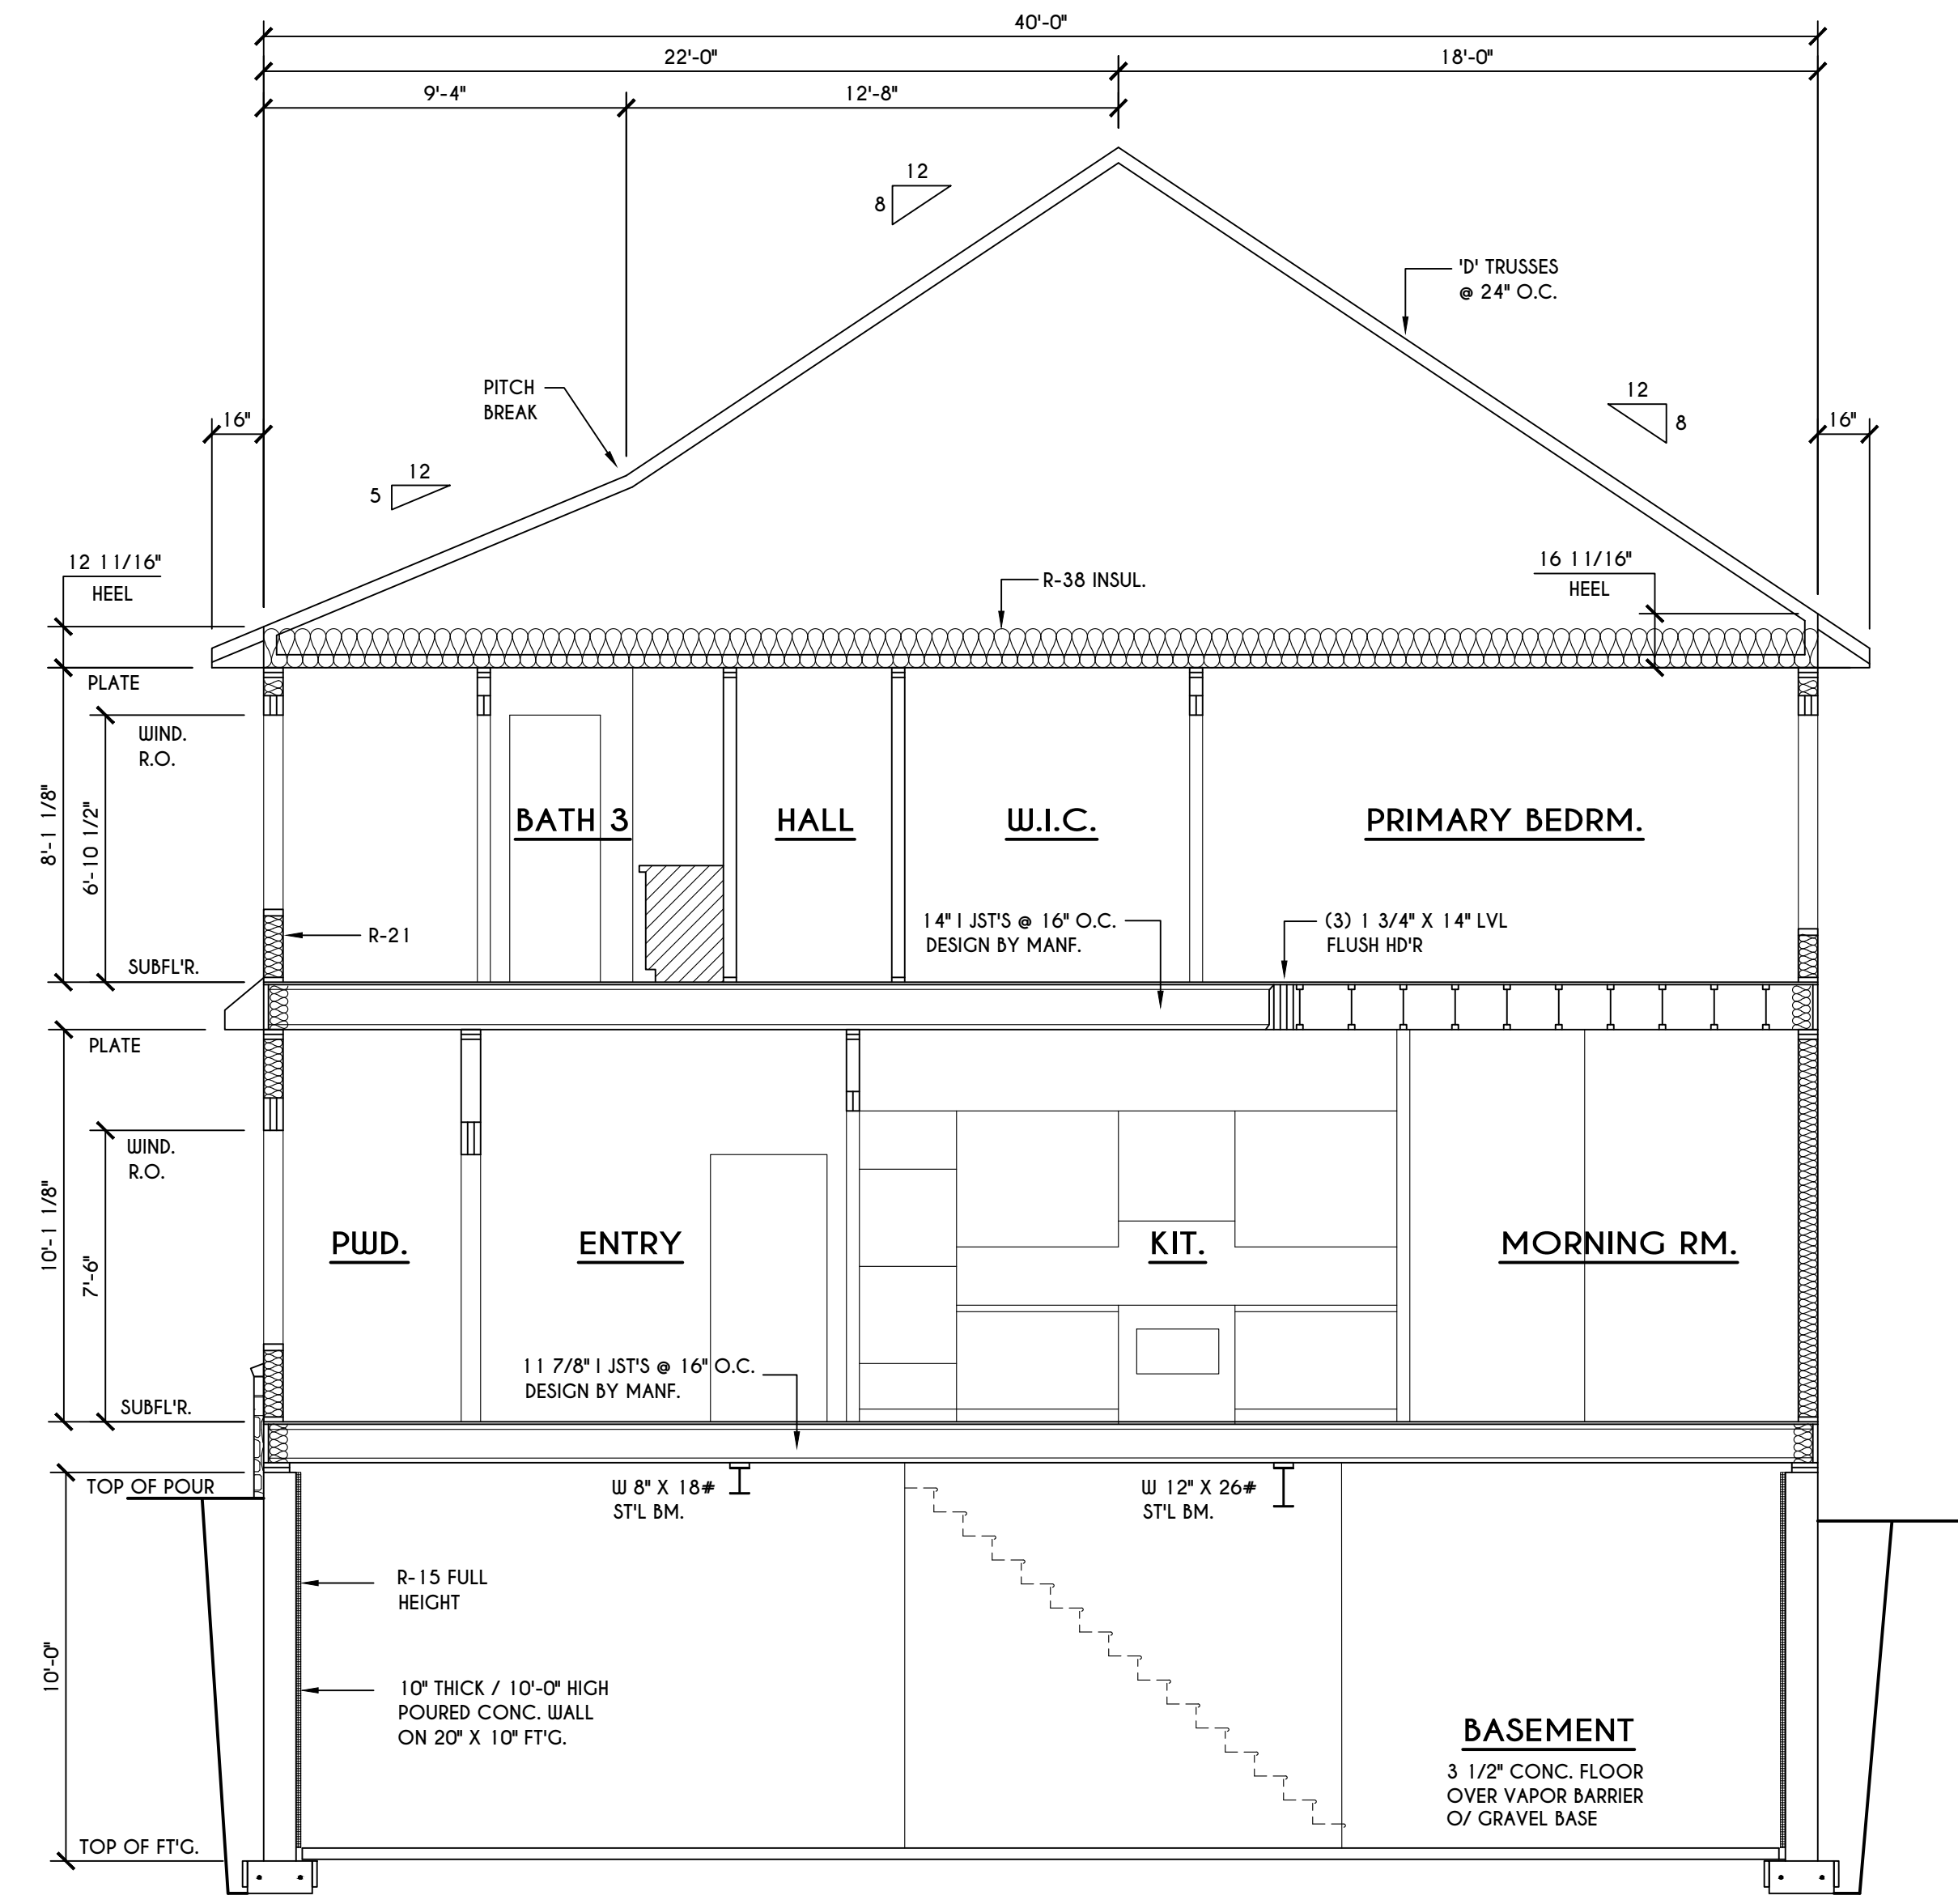 40'-0"
22'-0"
18'-0"
9'-4"
12'-8"
12
8
'D' TRUSSES
@ 24" O.C.
PITCH
BREAK
12
8
16"
16"
12
5
12 11/16"
HEEL
R-38 INSUL.
16 11/16"
HEEL
PLATE
WIND.
R.O.
8'-1 1/8"
6'-10 1/2"
BATH 3
HALL
W.I.C.
PRIMARY BEDRM.
R-21
14" I JST'S @ 16" O.C.
DESIGN BY MANF.
(3) 1 3/4" X 14" LVL
FLUSH HD'R
SUBFL'R.
PLATE
WIND.
R.O.
10'-1 1/8"
7'-6"
PWD.
ENTRY
KIT.
MORNING RM.
11 7/8" I JST'S @ 16" O.C.
DESIGN BY MANF.
SUBFL'R.
TOP OF POUR
W 8" X 18#
ST'L BM.
W 12" X 26#
ST'L BM.
R-15 FULL
HEIGHT
10'-0"
10" THICK / 10'-0" HIGH
POURED CONC. WALL
ON 20" X 10" FT'G.
BASEMENT
3 1/2" CONC. FLOOR
OVER VAPOR BARRIER
O/ GRAVEL BASE
TOP OF FT'G.